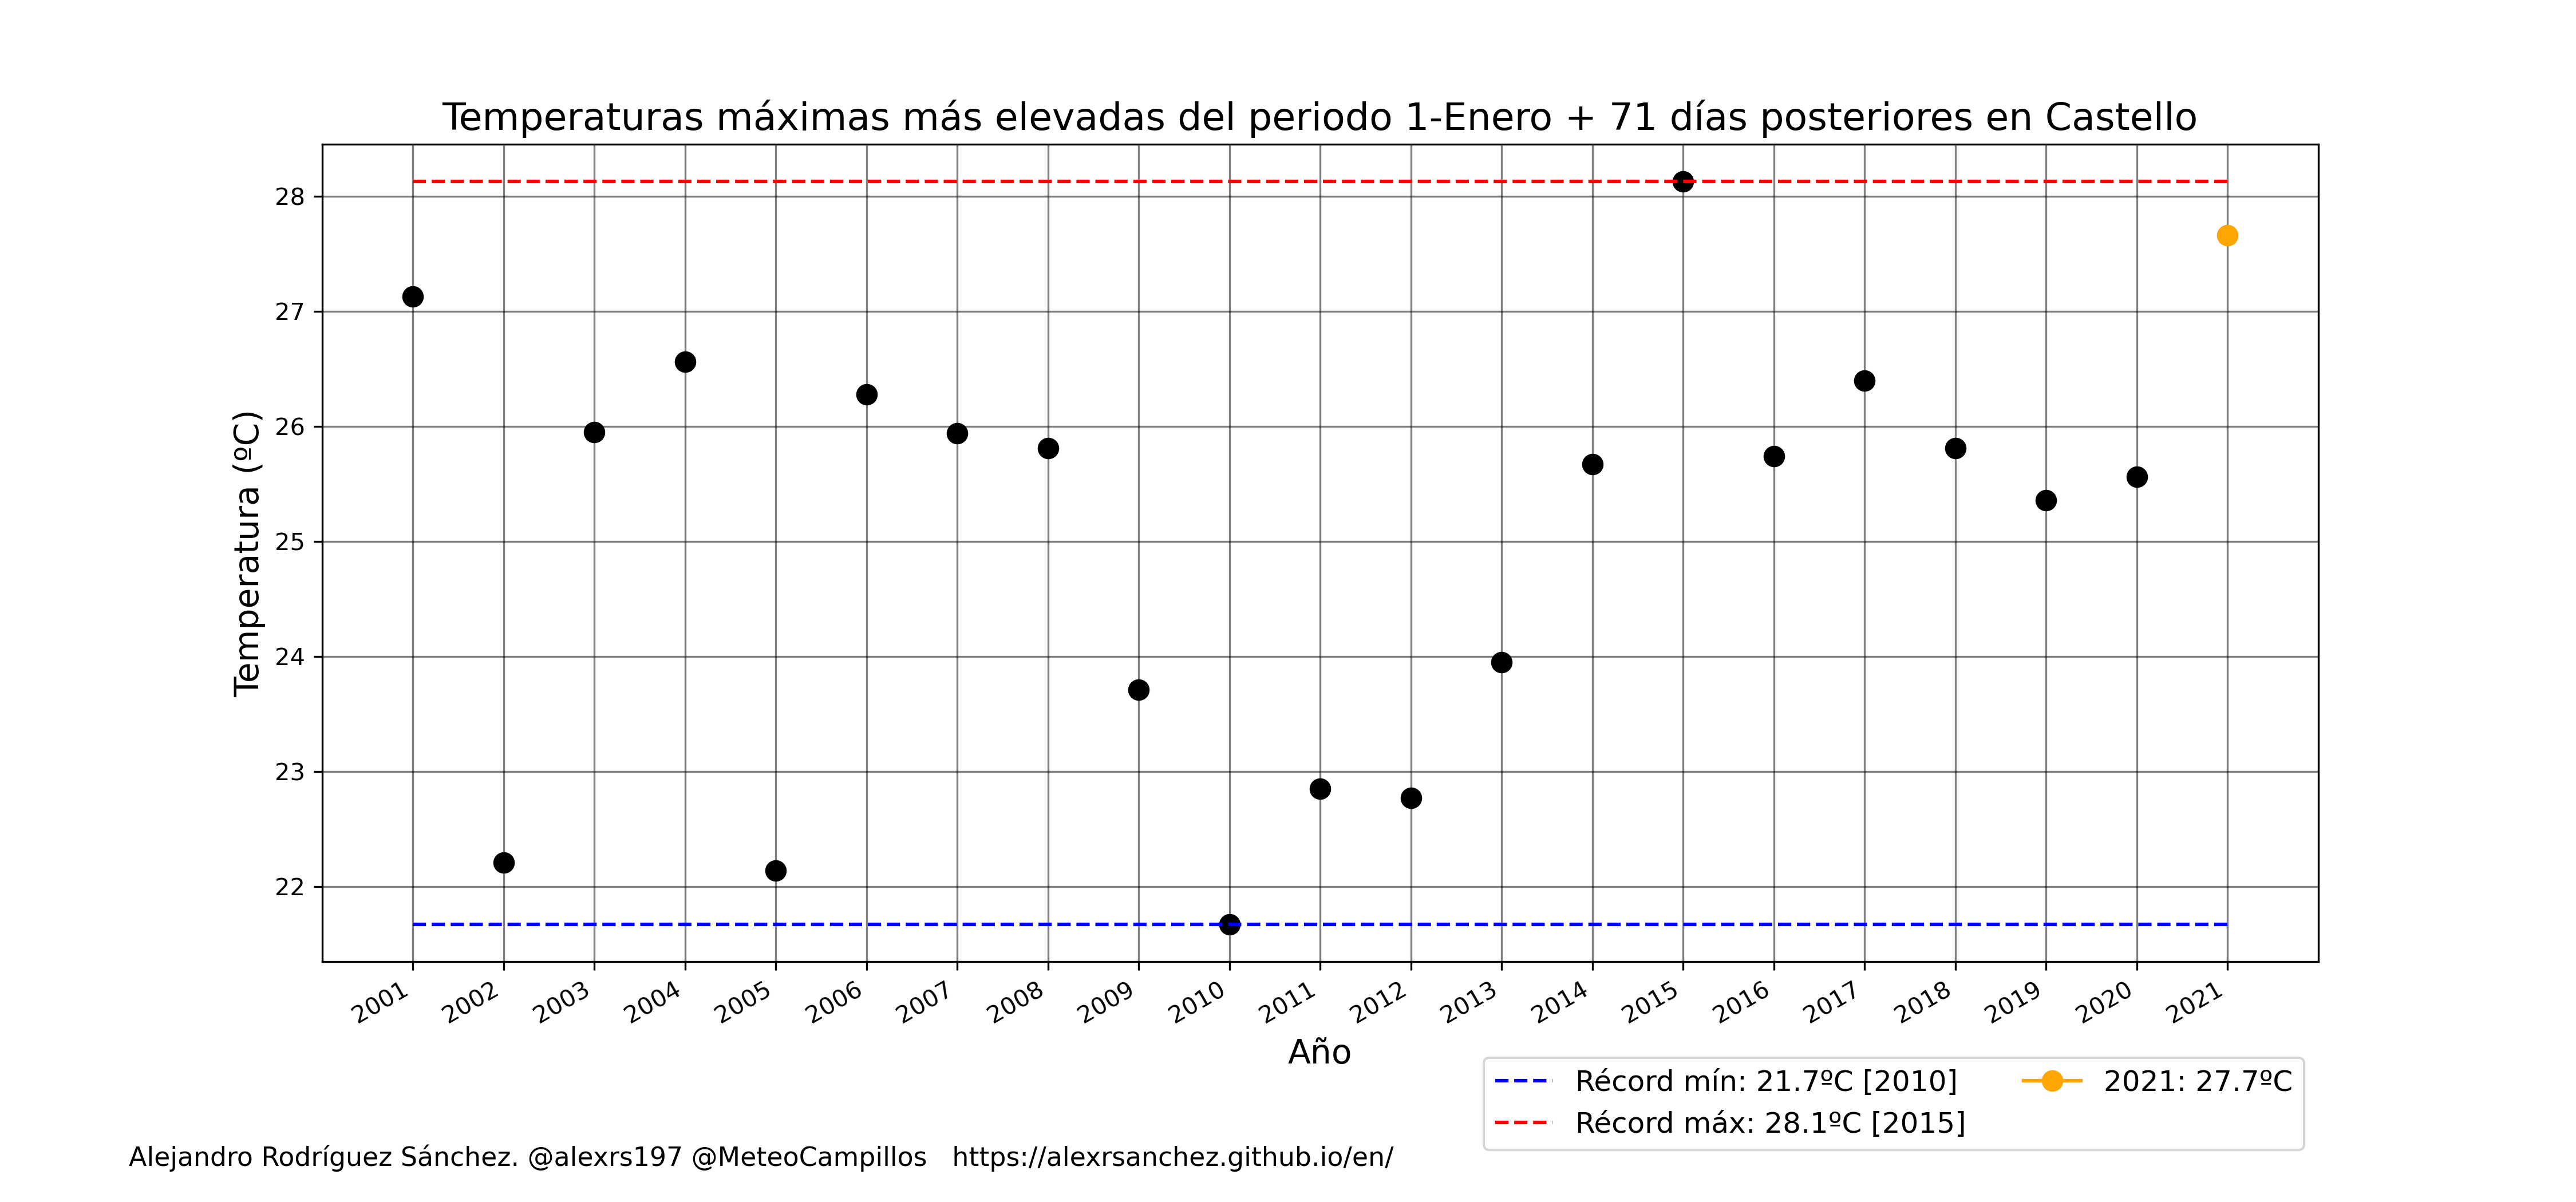 Temperaturas máximas más elevadas del periodo 1-Enero + 71 días posteriores en Castello
Temperatura (ºC)
28
27
26
25
24
23
22
2001 2002 2003 2004 2005 2006 2007 2008 2009 2010 2011 2012 2013 2014 2015 2016 2017 2018 2019 2020 2021
Año
Récord mín: 21.7ºC [2010]
Récord máx: 28.1ºC [2015]
2021: 27.7ºC
Alejandro Rodríguez Sánchez. @alexrs197 @MeteoCampillos https://alexrsanchez.github.io/en/